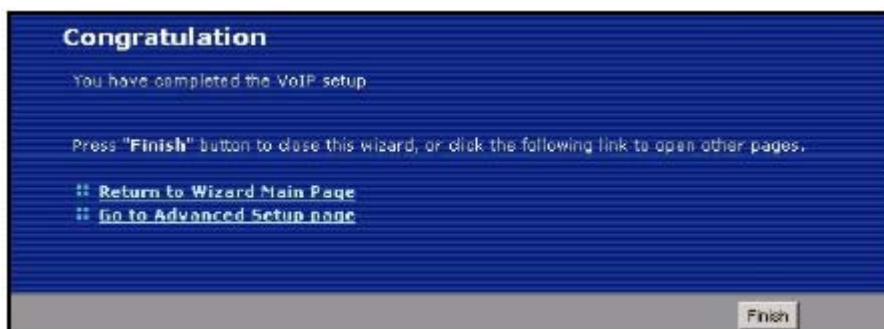 Congratulation
You have completed the VoIP setup
Press "Finish" button to close this wizard, or click the following link to open other pages.
Return to Wizard Main Page
Go to Advanced Setup page
Finish